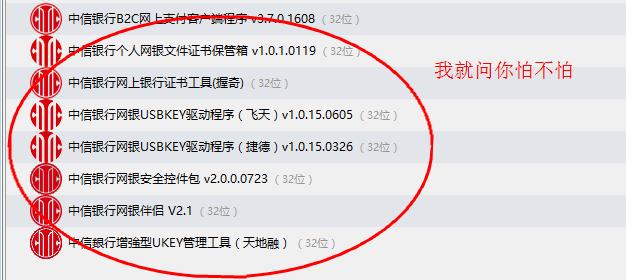 中信银行B2C网上支付客户端程序 v3.7.0.1608（32位）
中信银行个人网银文件证书保管箱 v1.0.1.0119（32位）
我就问你怕不怕
中信银行网上银行证书工具(握奇)（32位）
中信银行网银USBKEY驱动程序（飞天）v1.0.15.0605（32位）
中信银行网银USBKEY驱动程序（捷德）v1.0.15.0326（32位）
中信银行网银安全控件包 v2.0.0.0723（32位）
中信银行网银伴侣 V2.1（32位）
中信銀行增強型UKEY管理工具（天地融）（32位）